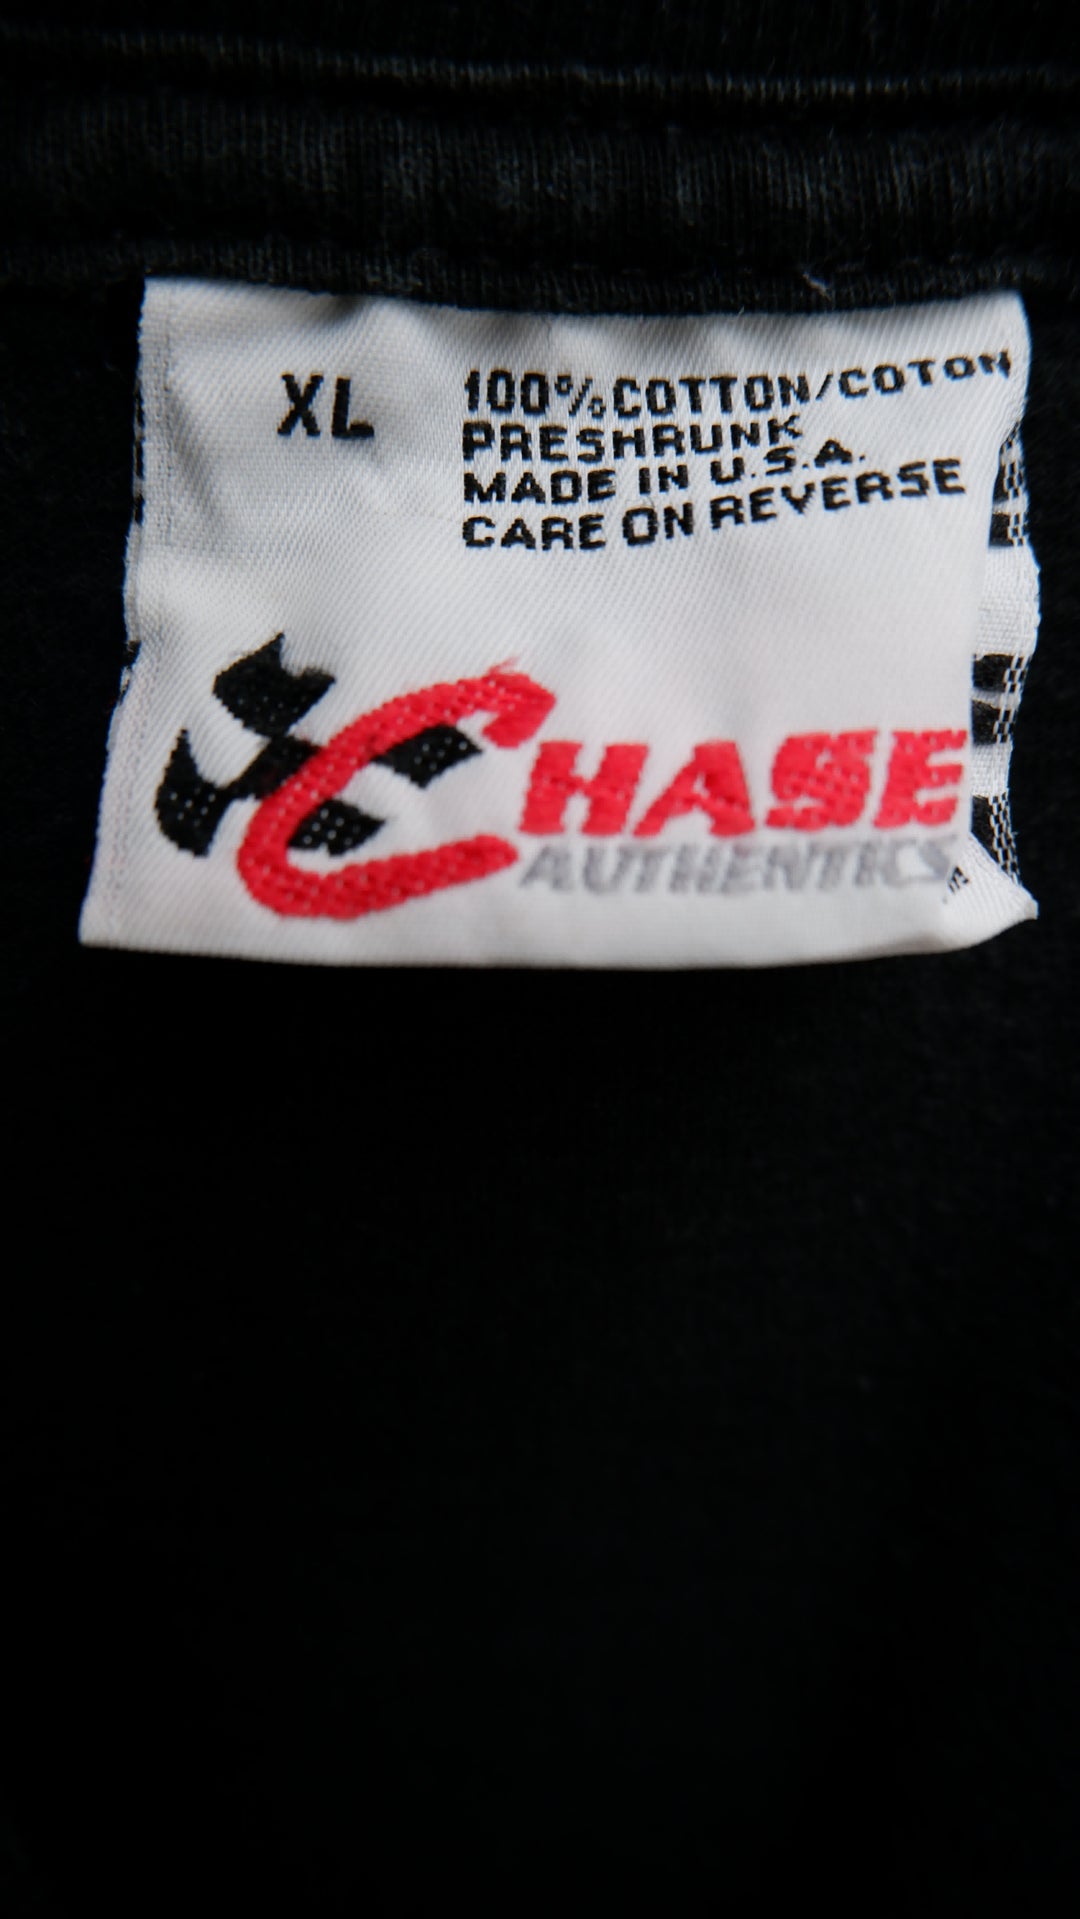 XL
100% COTTON/COTON
PRESHRUNK
MADE IN U.S.A.
CARE ON REVERSE
CHASE
AUTHENTICS